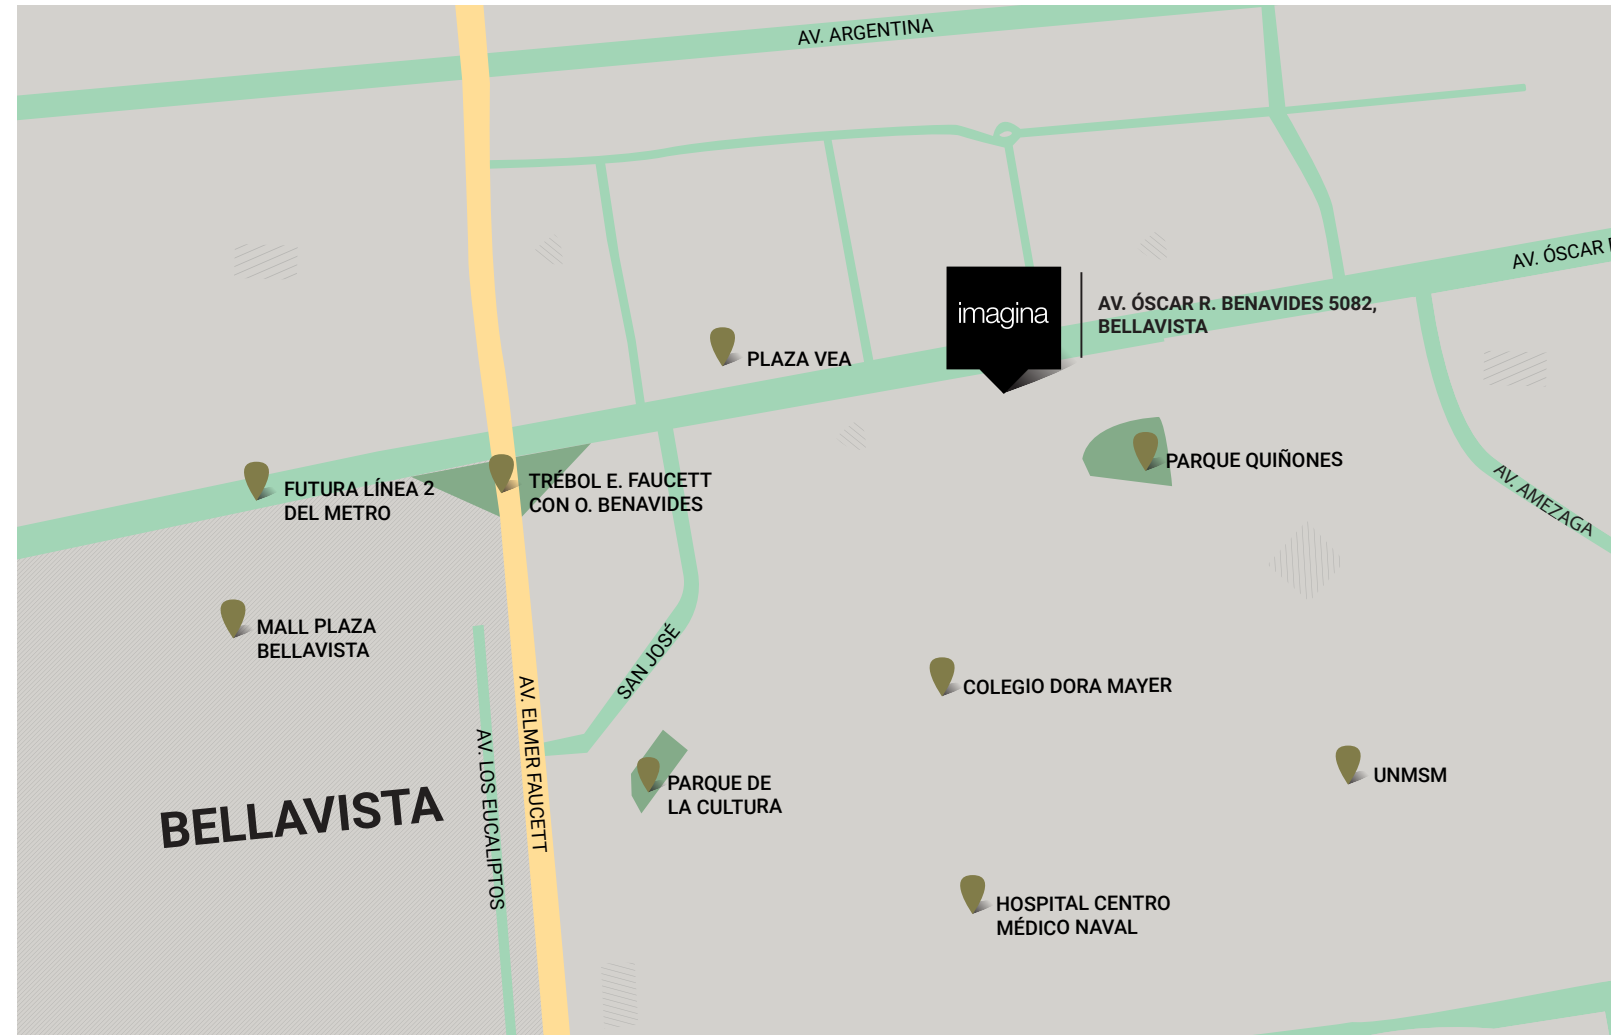 AV. ARGENTINA
AV. ÓSCAR
imagina
AV. ÓSCAR R. BENAVIDES 5082,
BELLAVISTA
PLAZA VEA
PARQUE QUIÑONES
FUTURA LÍNEA 2
DEL METRO
TRÉBOL E. FAUCETT
CON O. BENAVIDES
AV. AMEZAGA
MALL PLAZA
BELLAVISTA
SAN JOSÉ
COLEGIO DORA MAYER
AV. ELMER FAUCETT
AV. LOS EUCALIPTOS
PARQUE DE
LA CULTURA
UNMSM
BELLAVISTA
HOSPITAL CENTRO
MÉDICO NAVAL